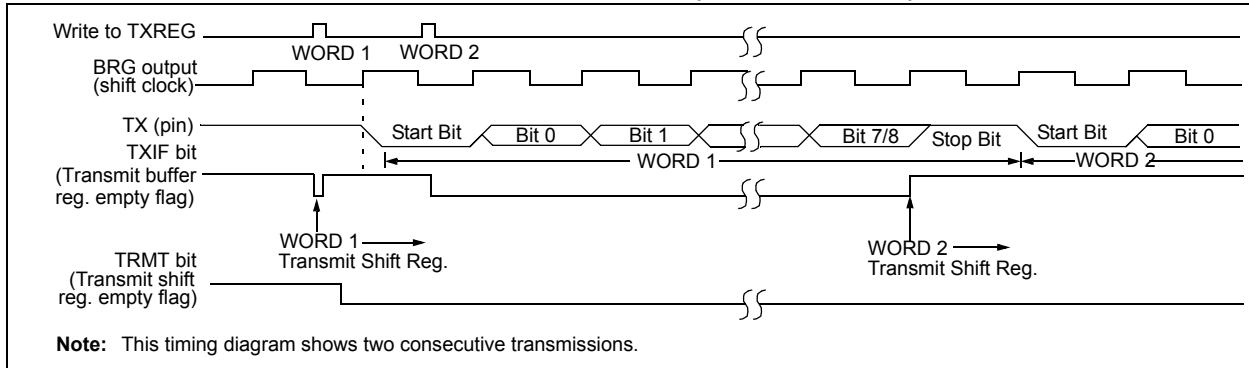 Write to TXREG
WORD 1
WORD 2
BRG output
(shift clock)
TX (pin)
Start Bit
Bit 0
Bit 1
Bit 7/8
Stop Bit
Start Bit
Bit 0
WORD 1
WORD 2
TXIF bit
(Transmit buffer
reg. empty flag)
WORD 1
Transmit Shift Reg.
WORD 2
Transmit Shift Reg.
TRMT bit
(Transmit shift
reg. empty flag)
Note: This timing diagram shows two consecutive transmissions.